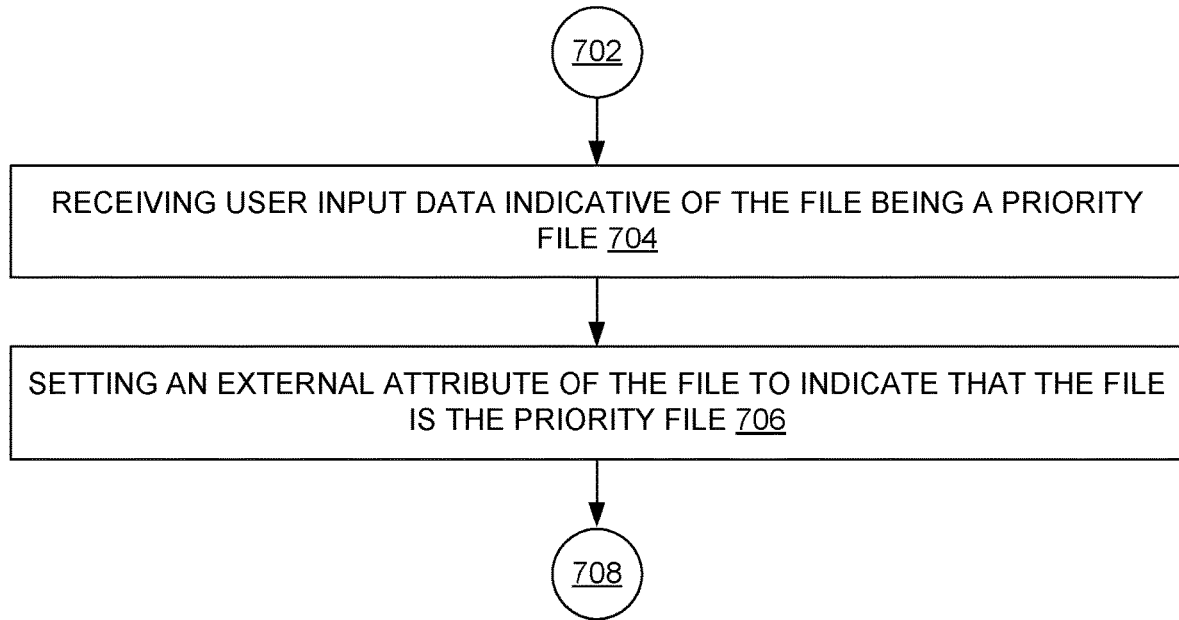 702
RECEIVING USER INPUT DATA INDICATIVE OF THE FILE BEING A PRIORITY
FILE 704
SETTING AN EXTERNAL ATTRIBUTE OF THE FILE TO INDICATE THAT THE FILE
IS THE PRIORITY FILE 706
708